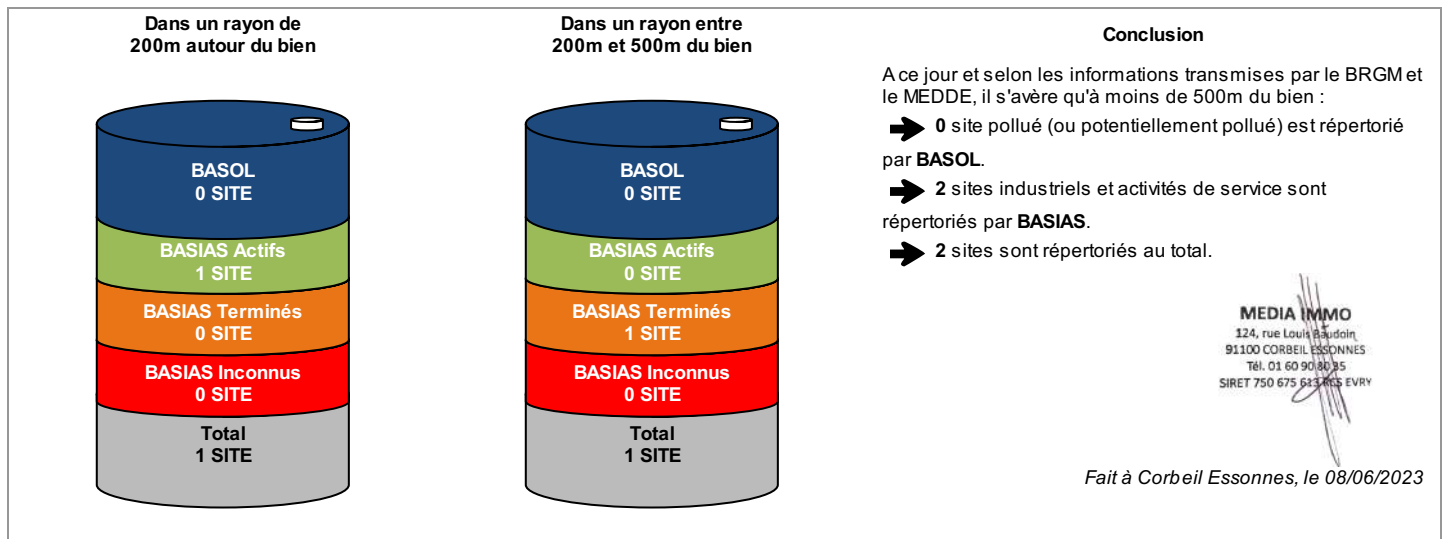 Dans un rayon de
200m autour du bien
BASOL
0 SITE
BASIAS Actifs
1 SITE
BASIAS Terminés
0 SITE
BASIAS Inconnus
0 SITE
Total
1 SITE
Dans un rayon entre
200m et 500m du bien
BASOL
0 SITE
BASIAS Actifs
0 SITE
BASIAS Terminés
1 SITE
BASIAS Inconnus
0 SITE
Total
1 SITE
Conclusion
A ce jour et selon les informations transmises par le BRGM et
le MEDDE, il s'avère qu'à moins de 500m du bien :
0 site pollué (ou potentiellement pollué) est répertorié
par BASOL.
2 sites industriels et activités de service sont
répertoriés par BASIAS.
2 sites sont répertoriés au total.
MEDIA IMMO
124, rue Louis Baudoin
91100 CORBEIL ESSONNES
Tél. 01 60 90 80 85
SIRET 750 675 613 RCS EVRY
Fait à Corbeil Essonnes, le 08/06/2023